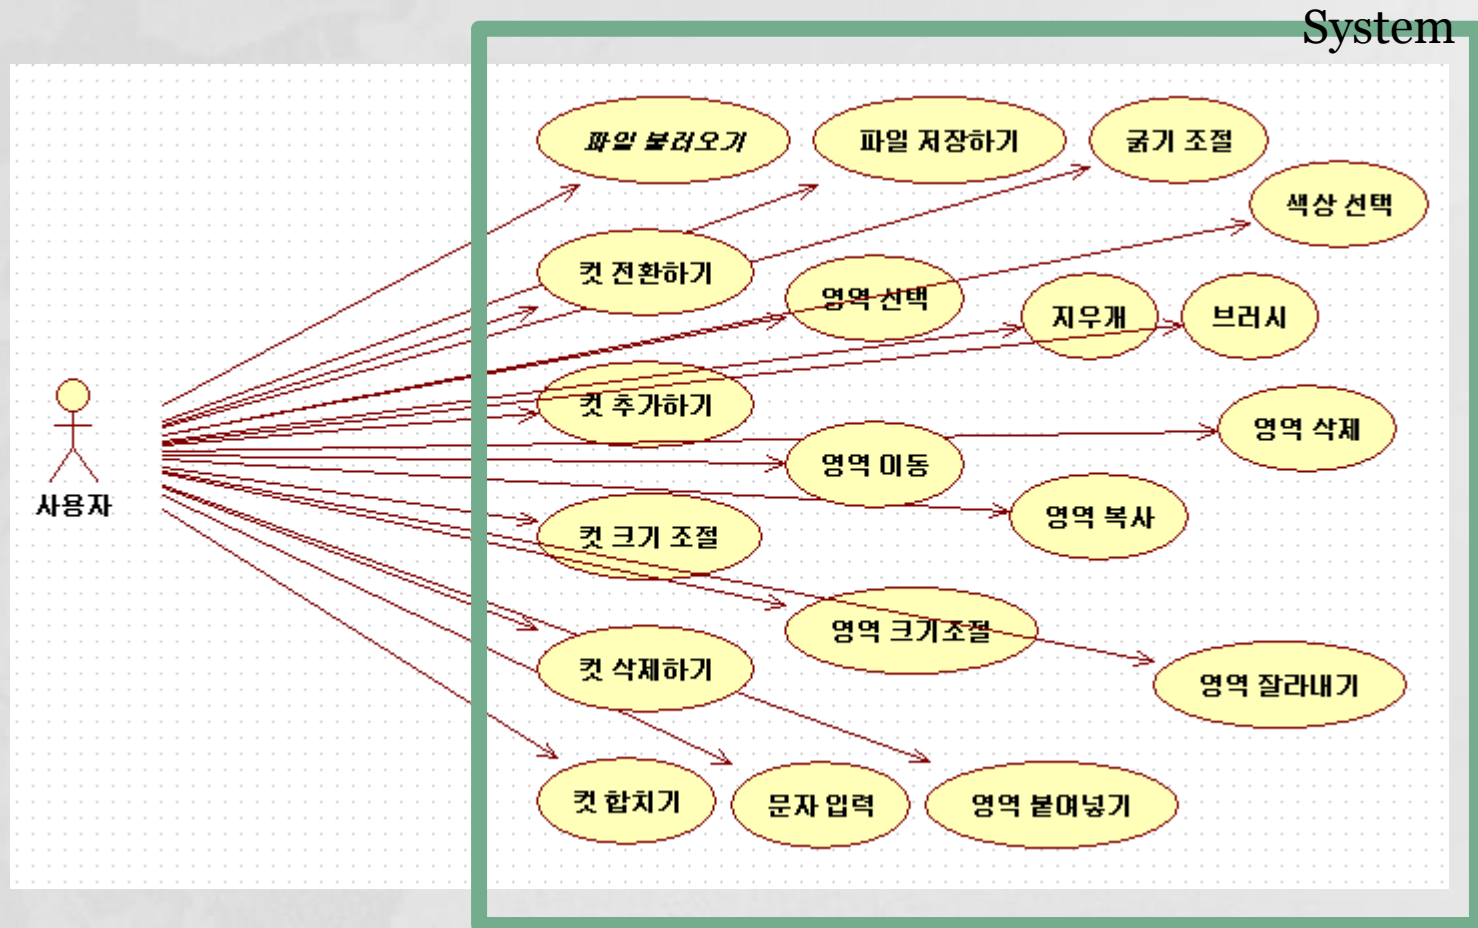 System
파일 불러오기
파일 저장하기
굵기 조절
색상 선택
컷 전환하기
영역 선택
지우개
브러시
컷 추가하기
영역 삭제
영역 이동
사용자
영역 복사
컷 크기 조절
영역 크기조절
컷 삭제하기
영역 잘라내기
컷 합치기
문자 입력
영역 붙여넣기